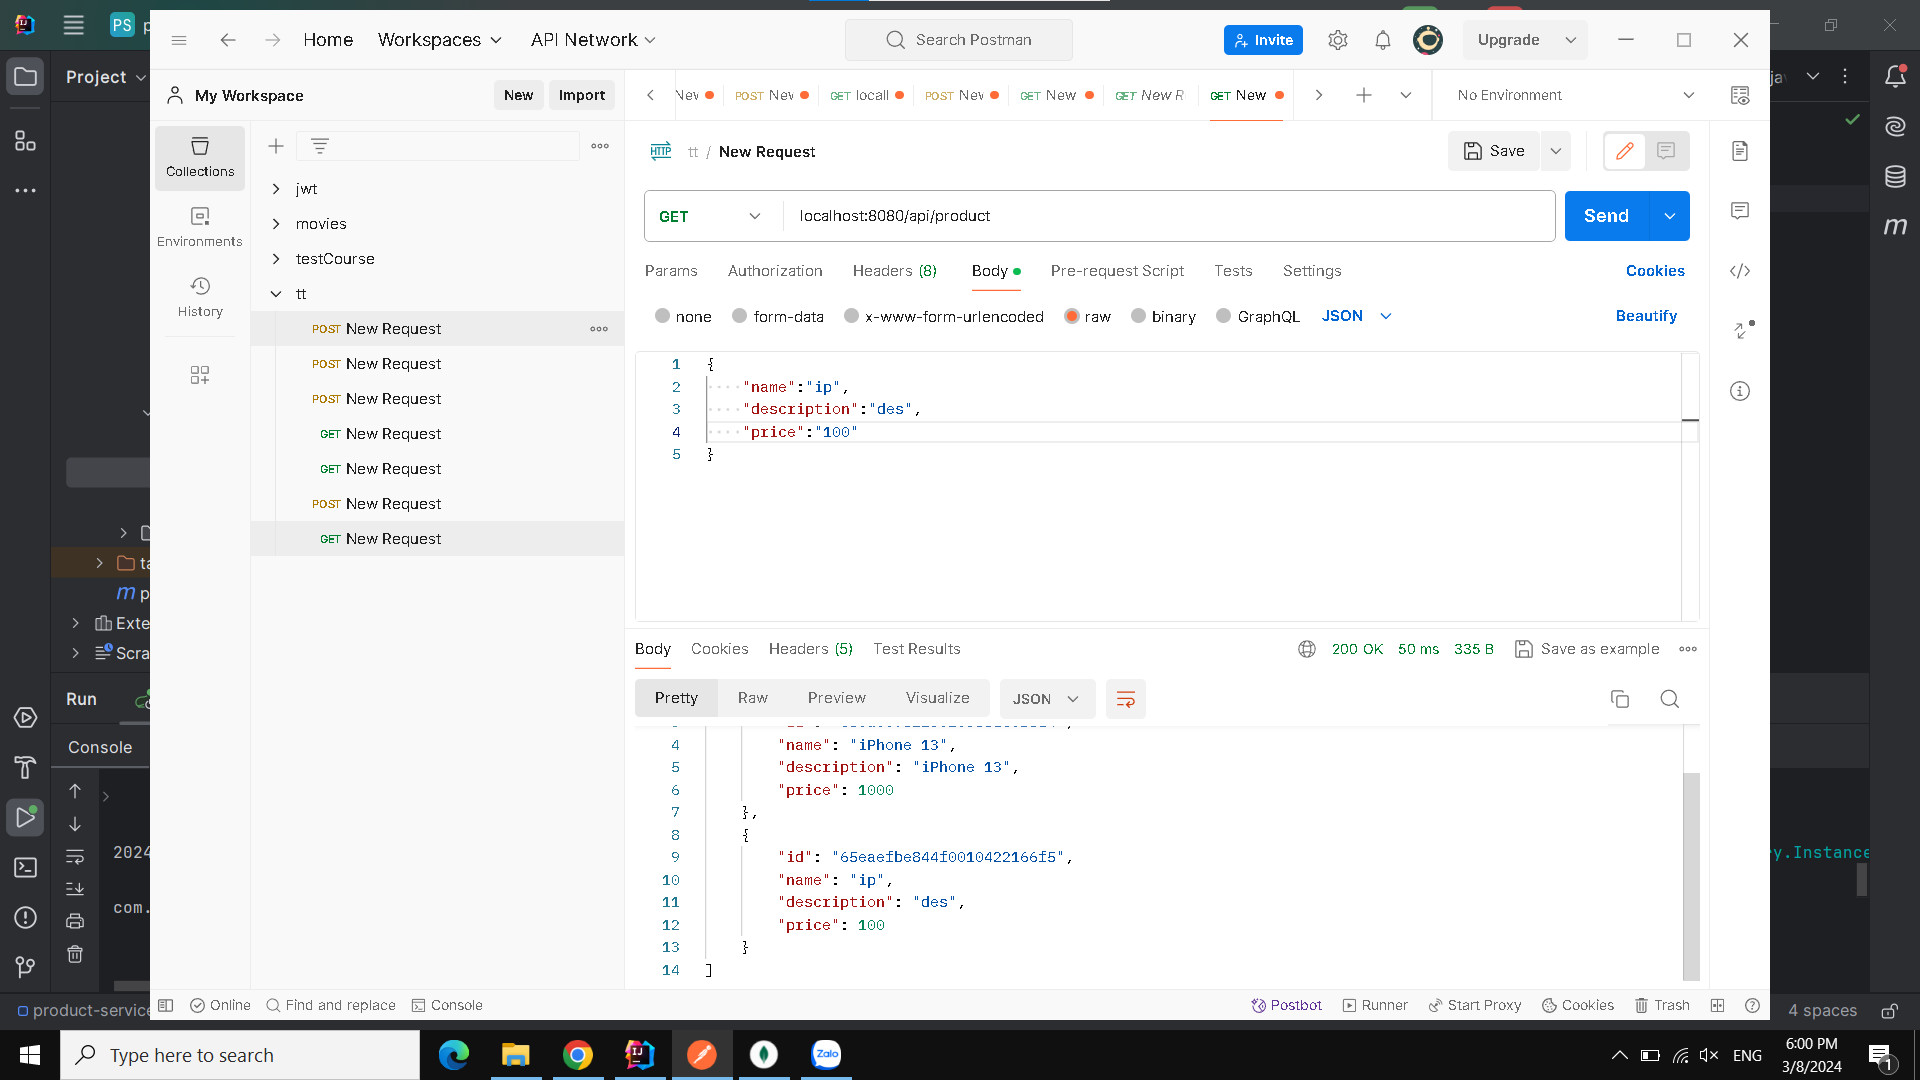 PS
Home
Workspaces
API Network
Search Postman
Invite
Upgrade
Project
My Workspace
New
Import
POST
GET locall
POST
GET New
GET New R
GET New
No Environment
Collections
Environments
History
jwt
movies
testCourse
tt
POST New Request
POST New Request
POST New Request
GET New Request
GET New Request
POST New Request
GET New Request
HTTP
tt / New Request
Save
GET
localhost:8080/api/product
Send
Params
Authorization
Headers (8)
Body
Pre-request Script
Tests
Settings
Cookies
none
form-data
x-www-form-urlencoded
raw
binary
GraphQL
JSON
Beautify
1 {
2 "name":"ip",
3 "description":"des",
4 "price":"100"
5 }
Body
Cookies
Headers (5)
Test Results
200 OK
50 ms
335 B
Save as example
Pretty
Raw
Preview
Visualize
JSON
4 "name": "iPhone 13",
5 "description": "iPhone 13",
6 "price": 1000
7 },
8 {
9 "id": "65eaefbe844f0010422166f5",
10 "name": "ip",
11 "description": "des",
12 "price": 100
13 }
14 ]
Run
Console
2024
com.
y.Instance
m
Online
Find and replace
Console
Postbot
Runner
Start Proxy
Cookies
Trash
product-service
4 spaces
Type here to search
Zalo
ENG
6:00 PM
3/8/2024
1